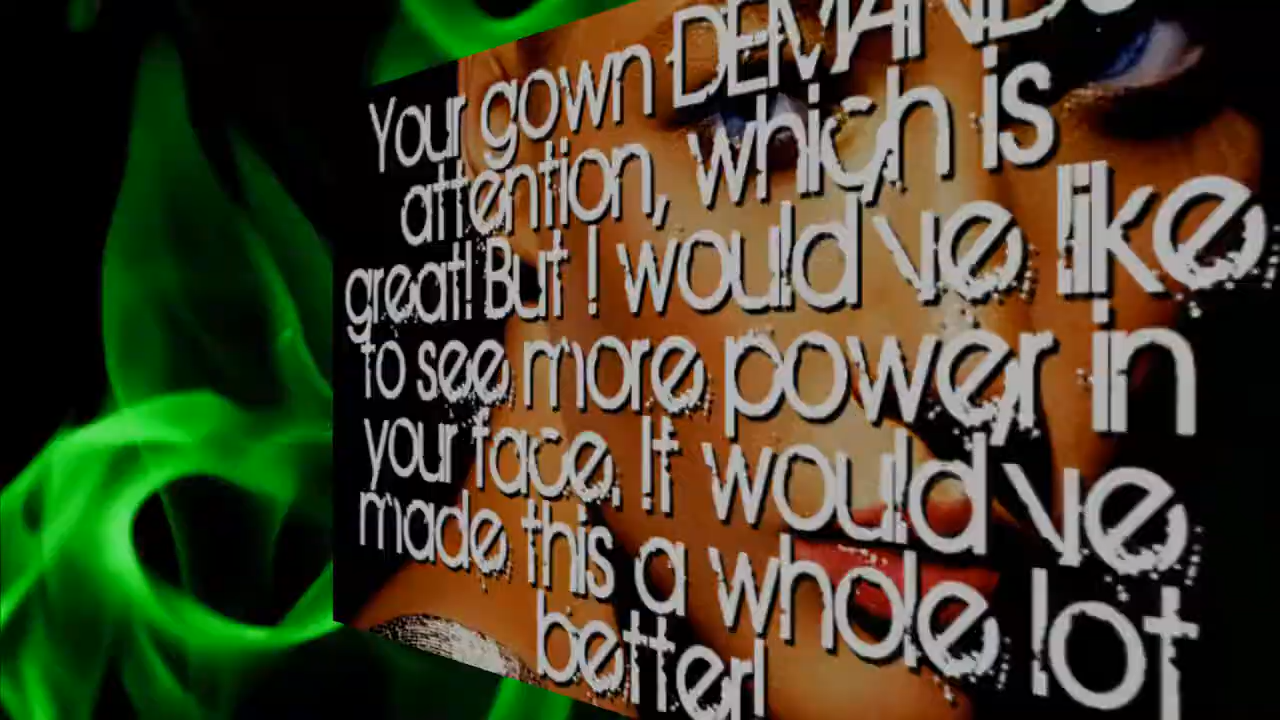 Your gown DEMANDS
attention, which is
great! But I would've like
to see more power in
your face. It would've
made this a whole lot
better!